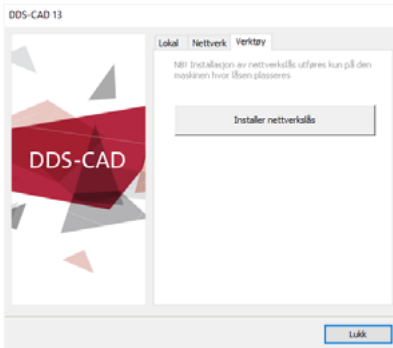 DDS-CAD 13
Lokal Nettverk Verktøy
NB! Installasjon av nettverkslås utføres kun på den
maskinen hvor låsen plasseres
Installer nettverkslås
DDS-CAD
Lukk